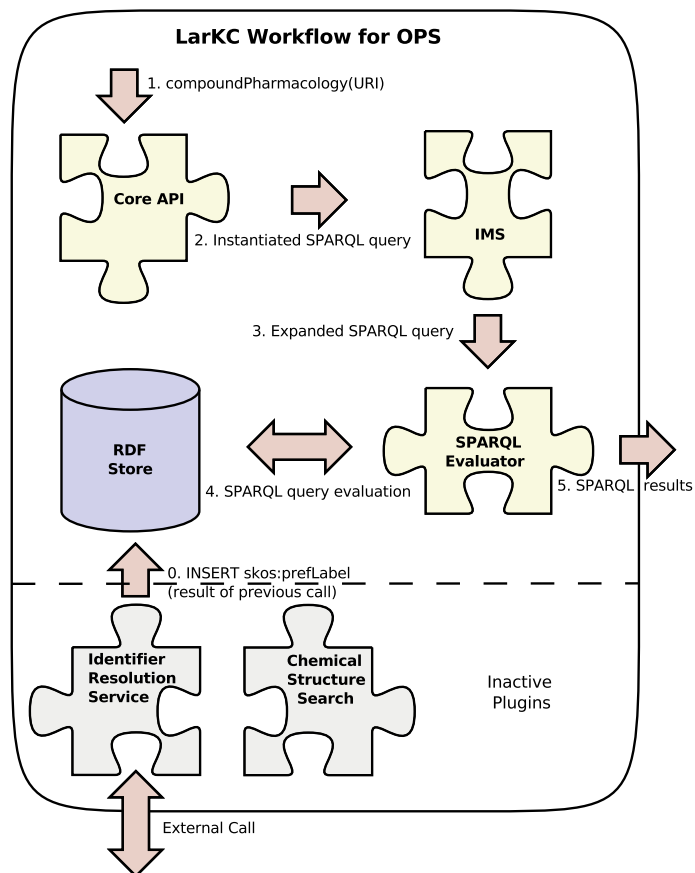 LarKC Workflow for OPS
1. compoundPharmacology(URI)
Core API
2. Instantiated SPARQL query
IMS
3. Expanded SPARQL query
RDF
Store
SPARQL
Evaluator
4. SPARQL query evaluation
5. SPARQL results
0. INSERT skos:prefLabel
(result of previous call)
Identifier
Resolution
Service
Chemical
Structure
Search
Inactive
Plugins
External Call